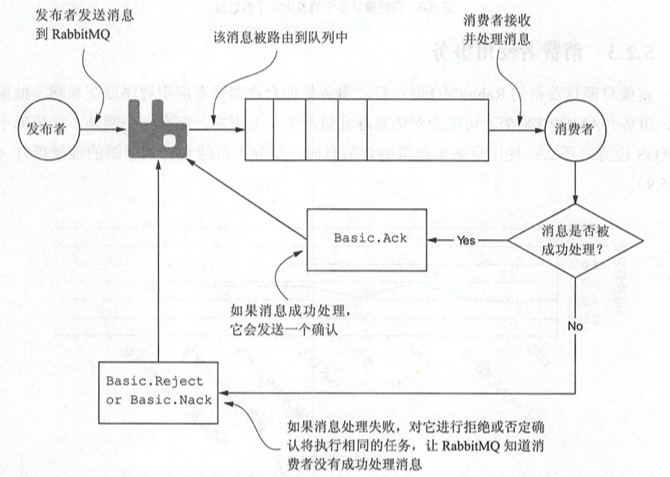 发布者发送消息
到 RabbitMQ
该消息被路由到队列中
消费者接收
并处理消息
发布者
消费者
消息是否被
成功处理？
Yes
Basic.Ack
如果消息成功处理，
它会发送一个确认
No
Basic.Reject
or Basic.Nack
如果消息处理失败，对它进行拒绝或否定确
认将执行相同的任务，让 RabbitMQ 知道消
费者没有成功处理消息